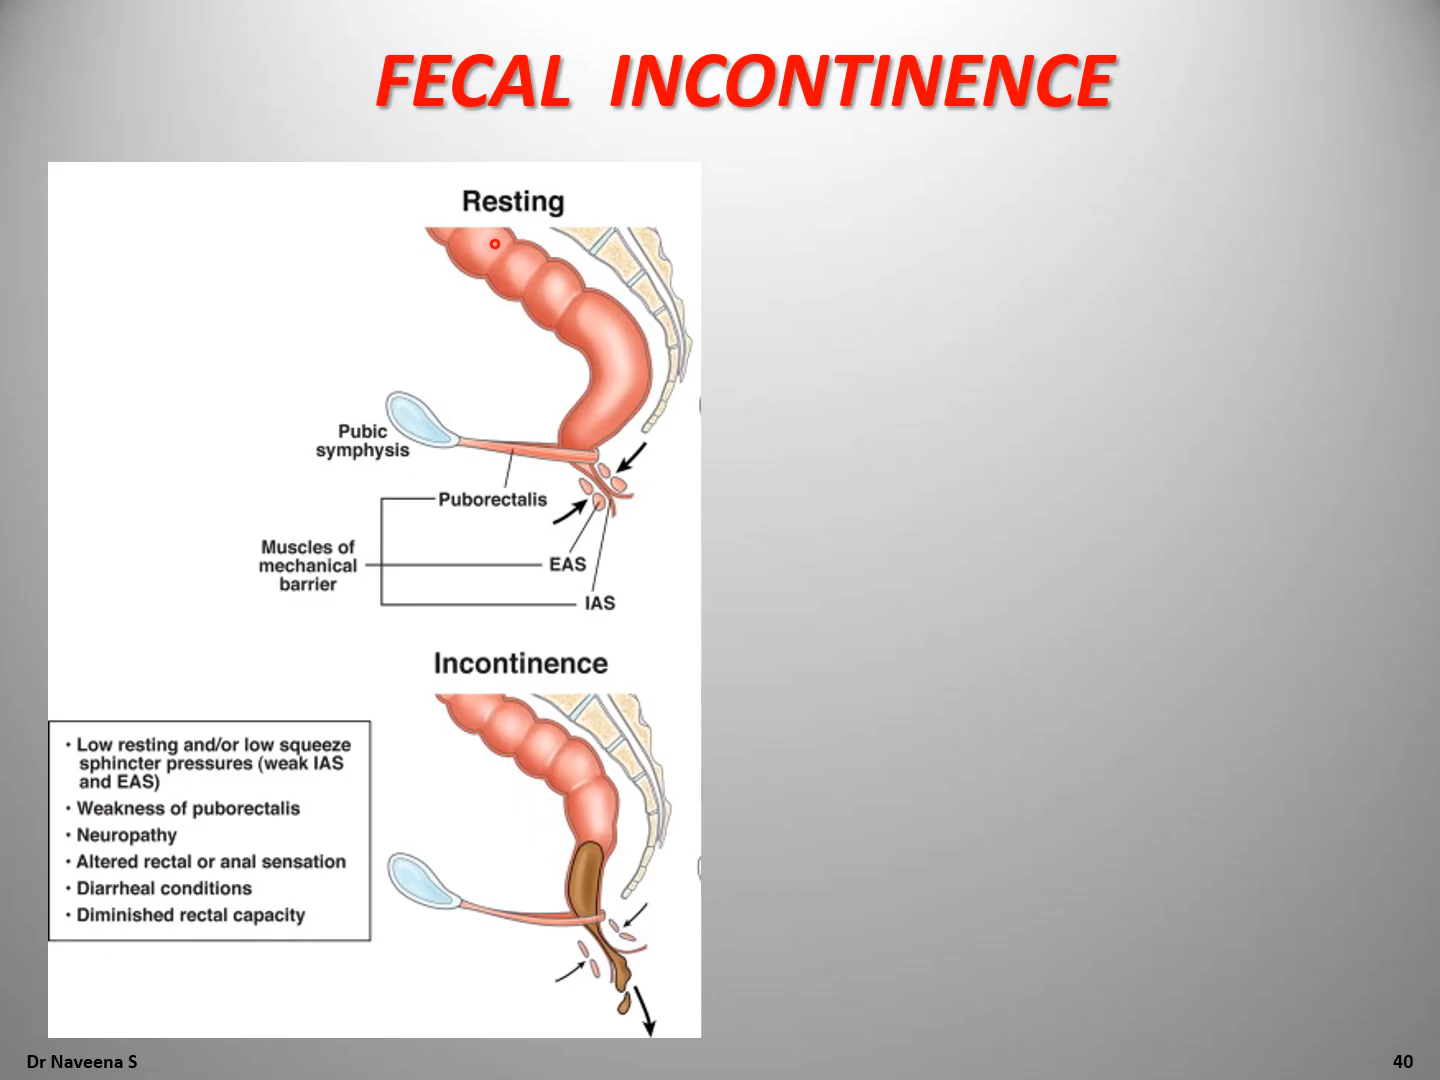 FECAL INCONTINENCE
Resting
Pubic
symphysis
Puborectalis
Muscles of
mechanical
barrier
EAS
IAS
Incontinence
· Low resting and/or low squeeze
sphincter pressures (weak IAS
and EAS)
· Weakness of puborectalis
· Neuropathy
· Altered rectal or anal sensation
· Diarrheal conditions
· Diminished rectal capacity
Dr Naveena S
40